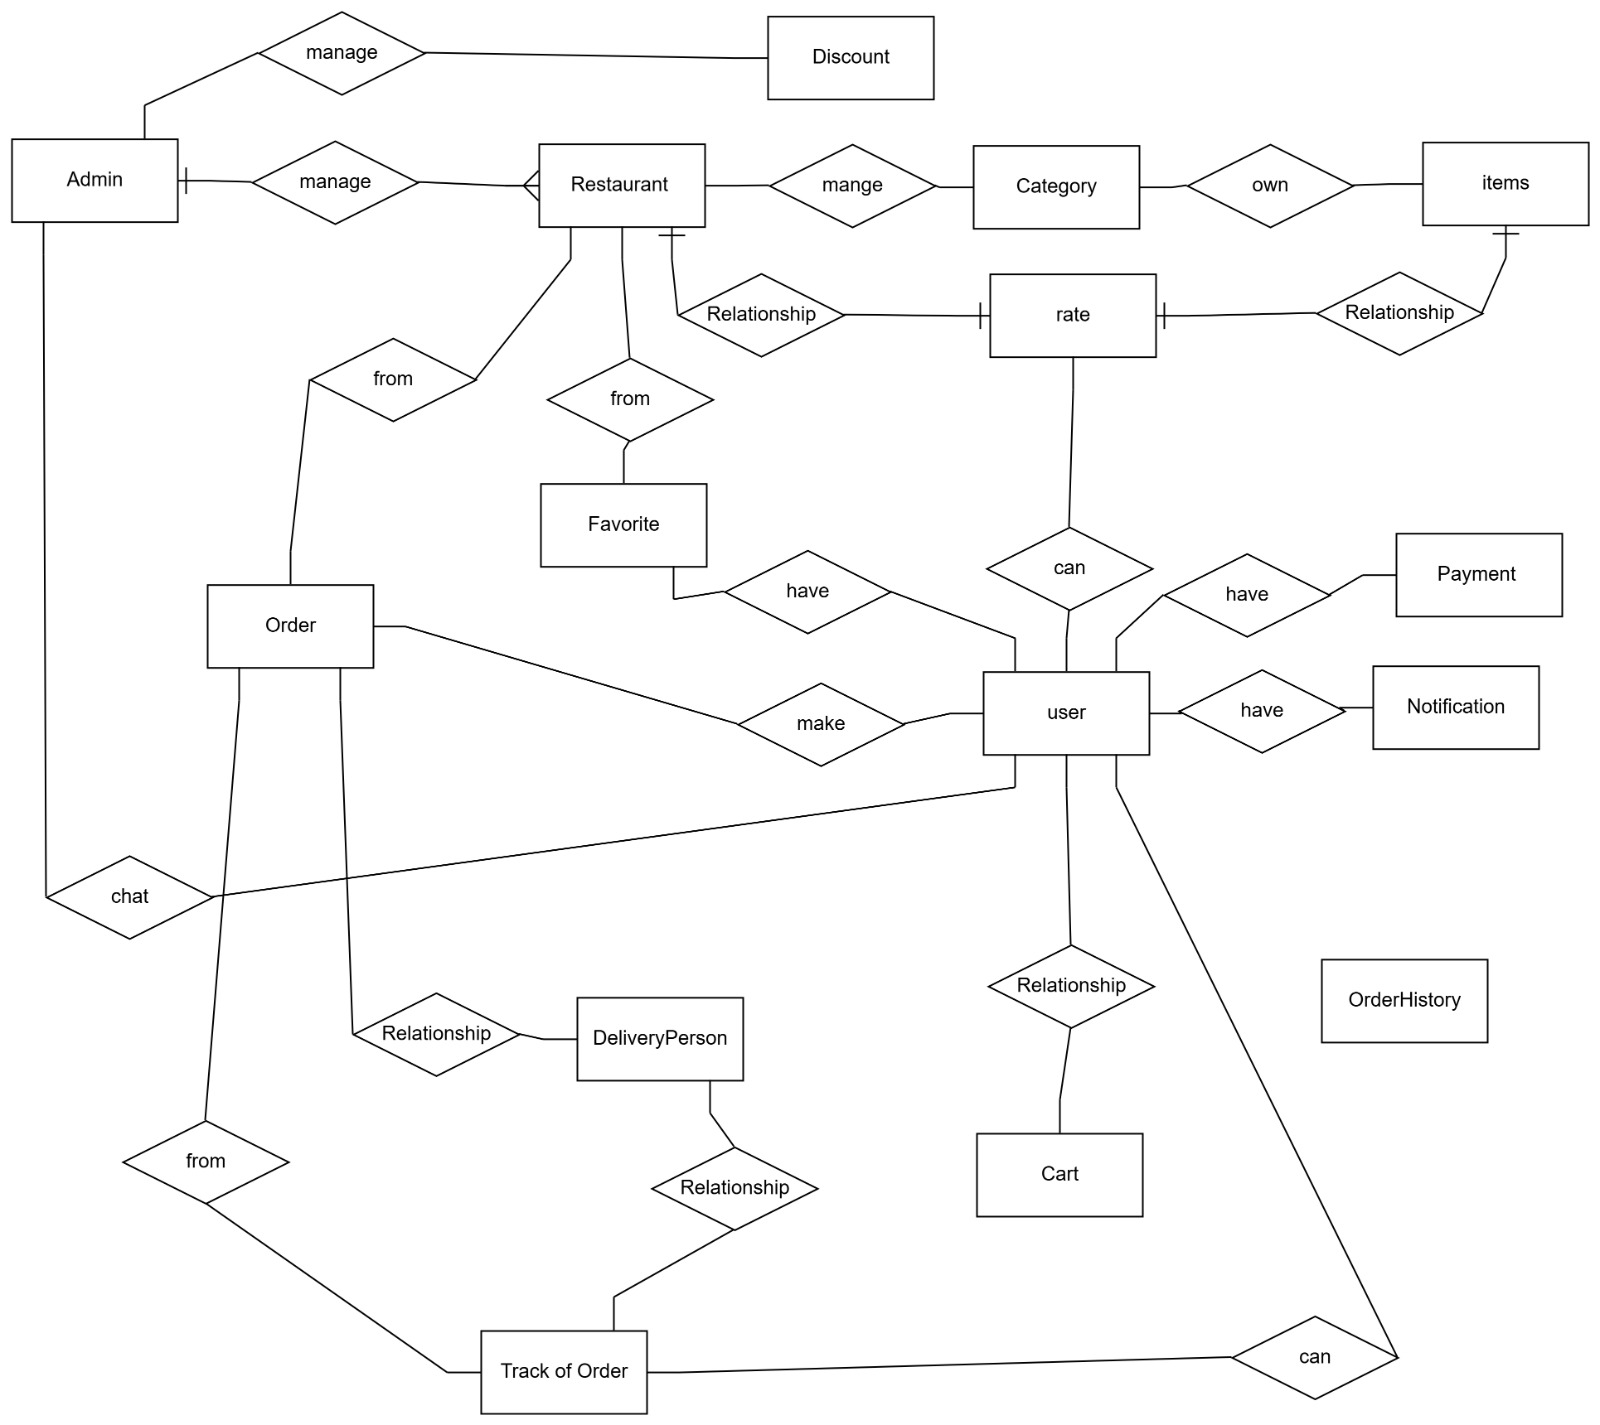 manage
Discount
Admin
manage
Restaurant
mange
Category
own
items
Relationship
rate
Relationship
from
from
Favorite
have
can
have
Payment
Order
make
user
have
Notification
chat
Relationship
OrderHistory
Relationship
DeliveryPerson
from
Relationship
Cart
Track of Order
can